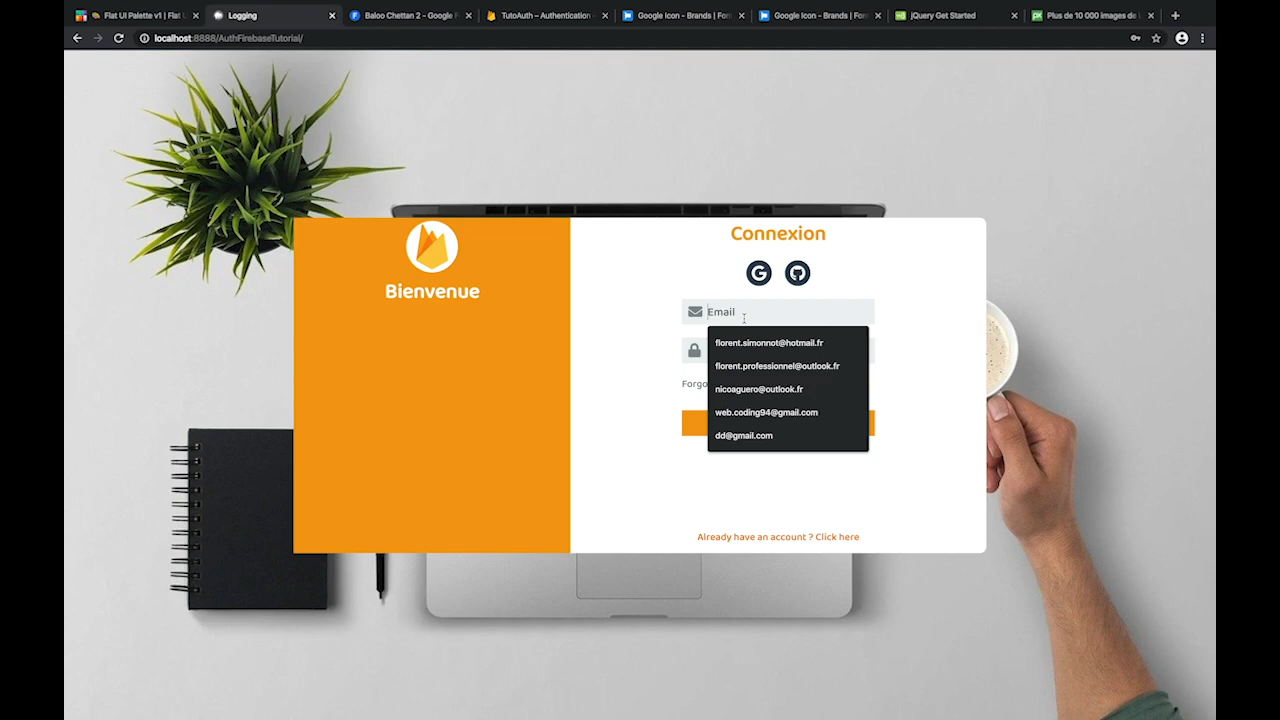 Flat UI Palette v1 | Flat U
Logging
Baloo Chettan 2 - Google F
TutoAuth – Authentication -
Google Icon - Brands | Fon
Google Icon - Brands | Fon
jQuery Get Started
Plus de 10 000 images de
localhost:8888/AuthFirebaseTutorial/
Bienvenue
Connexion
Email
florent.simonnot@hotmail.fr
florent.professionnel@outlook.fr
nicoaguero@outlook.fr
web.coding94@gmail.com
dd@gmail.com
Forgo
Already have an account ? Click here